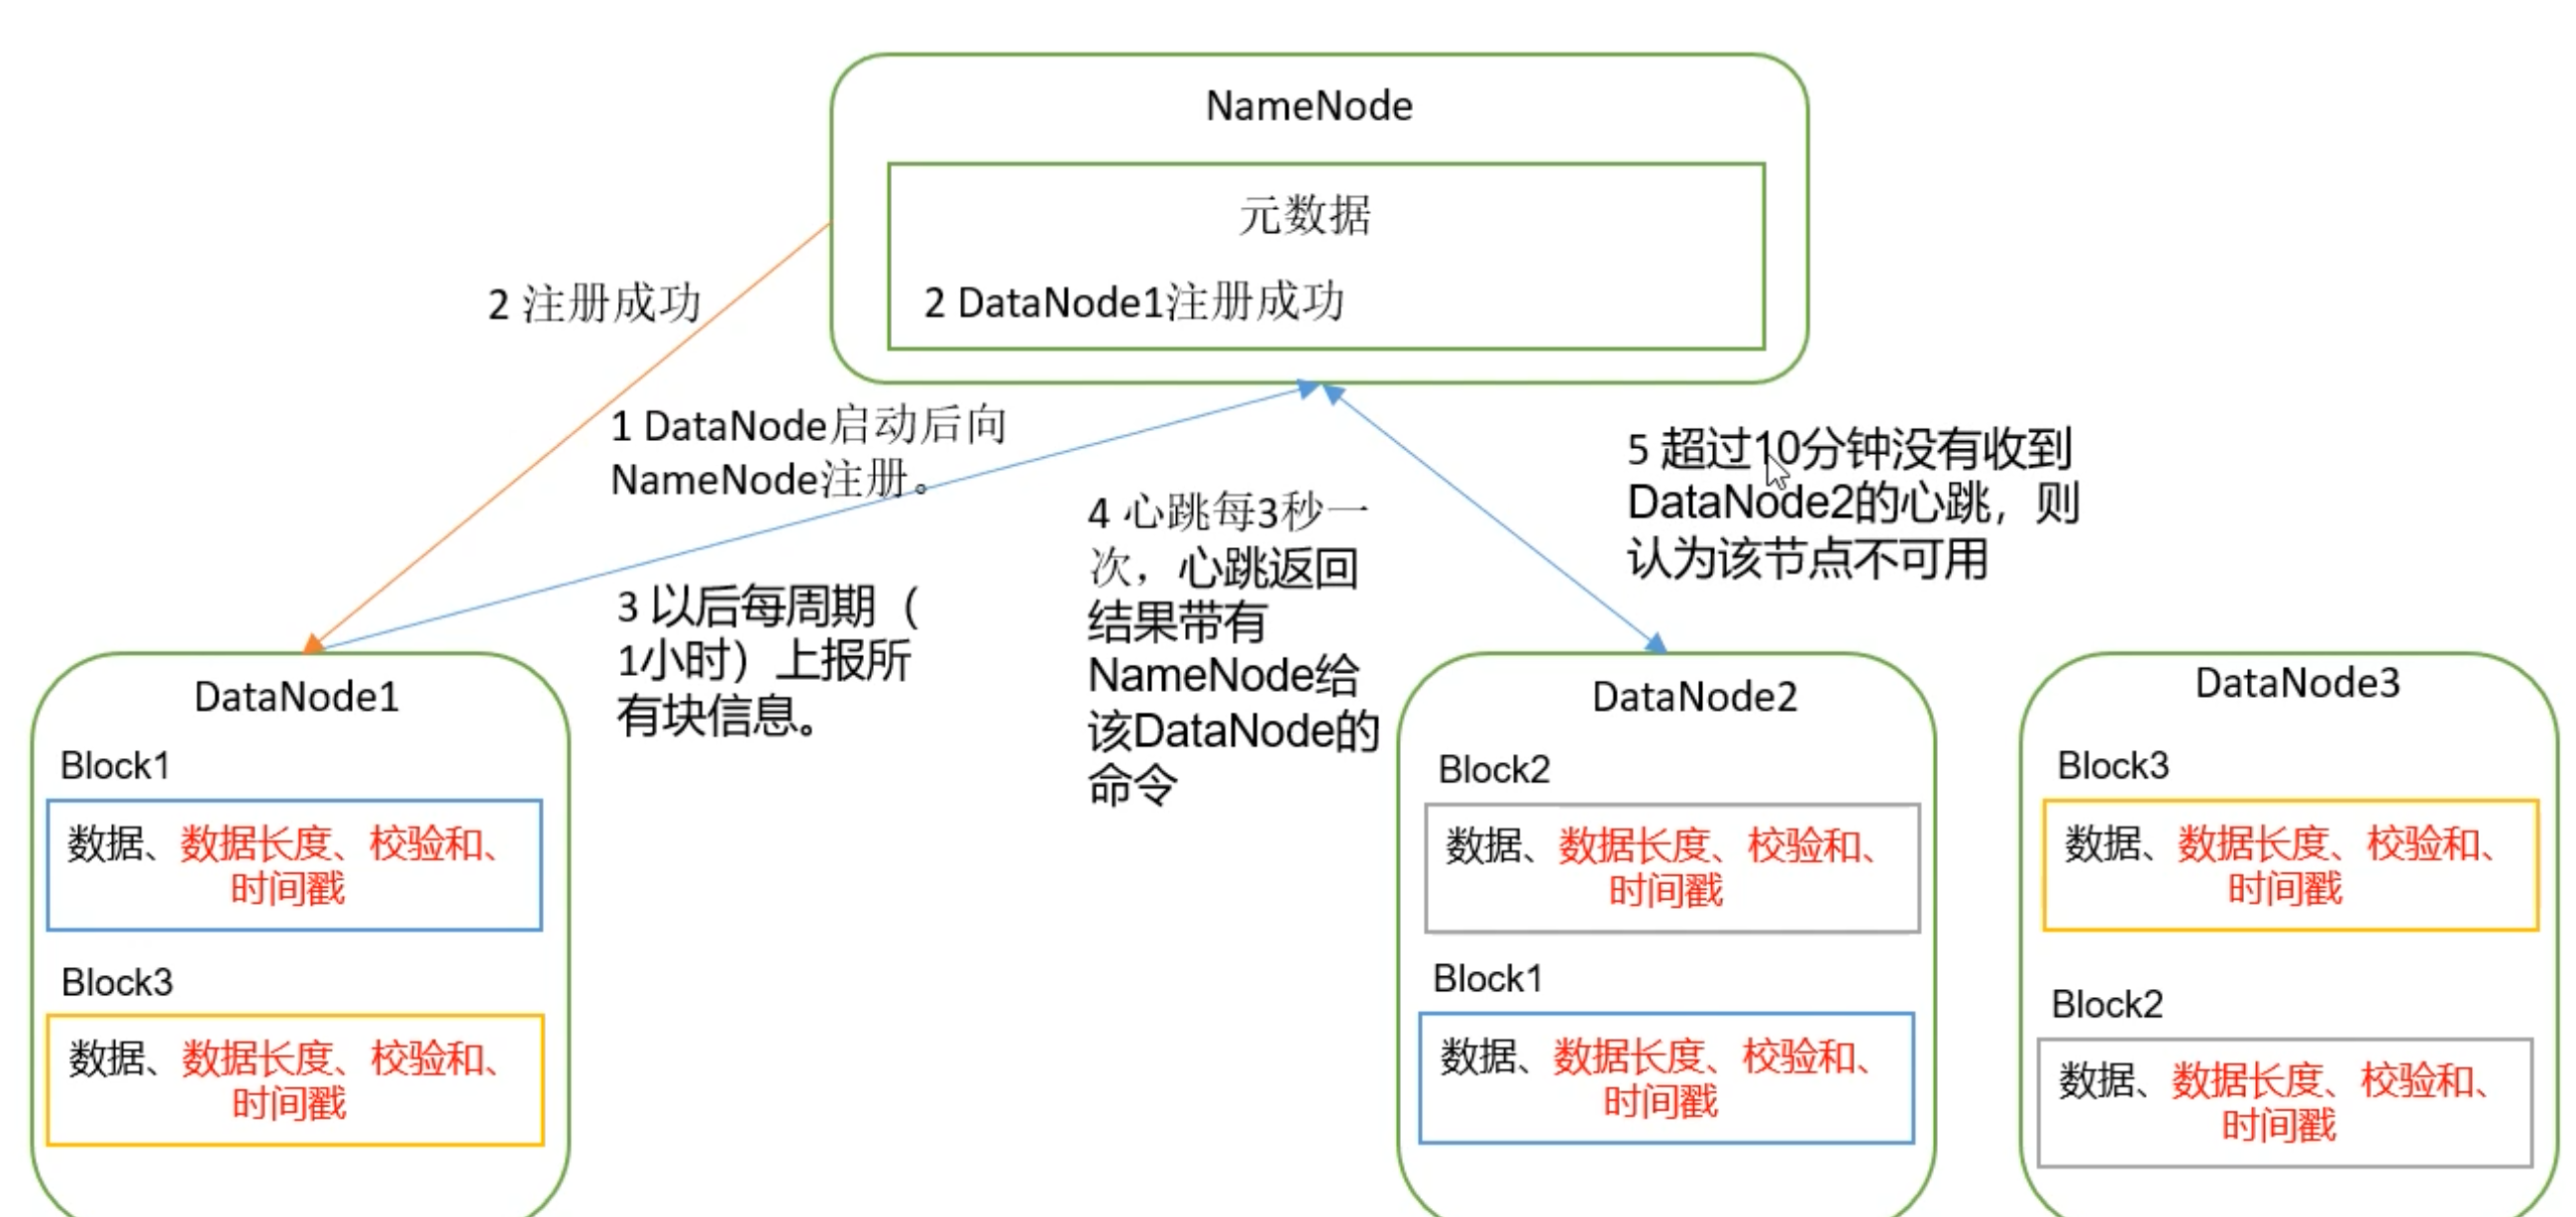 NameNode
元数据
2 DataNode1注册成功
2 注册成功
1 DataNode启动后向
NameNode注册。
3 以后每周期（
1小时）上报所
有块信息。
4 心跳每3秒一
次，心跳返回
结果带有
NameNode给
该DataNode的
命令
5 超过10分钟没有收到
DataNode2的心跳，则
认为该节点不可用
DataNode1
Block1
数据、数据长度、校验和、
时间戳
Block3
数据、数据长度、校验和、
时间戳
DataNode2
Block2
数据、数据长度、校验和、
时间戳
Block1
数据、数据长度、校验和、
时间戳
DataNode3
Block3
数据、数据长度、校验和、
时间戳
Block2
数据、数据长度、校验和、
时间戳